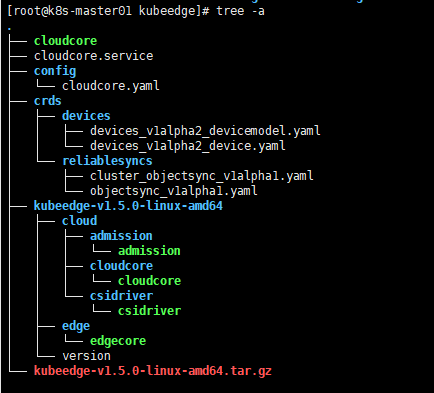 [root@k8s-master01 kubeedge]# tree -a
.
├── cloudcore
├── cloudcore.service
├── config
│   └── cloudcore.yaml
├── crds
│   ├── devices
│   │   ├── devices_v1alpha2_devicemodel.yaml
│   │   └── devices_v1alpha2_device.yaml
│   └── reliablesyncs
│       ├── cluster_objectsync_v1alpha1.yaml
│       └── objectsync_v1alpha1.yaml
├── kubeedge-v1.5.0-linux-amd64
│   ├── cloud
│   │   ├── admission
│   │   │   └── admission
│   │   ├── cloudcore
│   │   │   └── cloudcore
│   │   └── csidriver
│   │       └── csidriver
│   ├── edge
│   │   └── edgecore
│   └── version
└── kubeedge-v1.5.0-linux-amd64.tar.gz